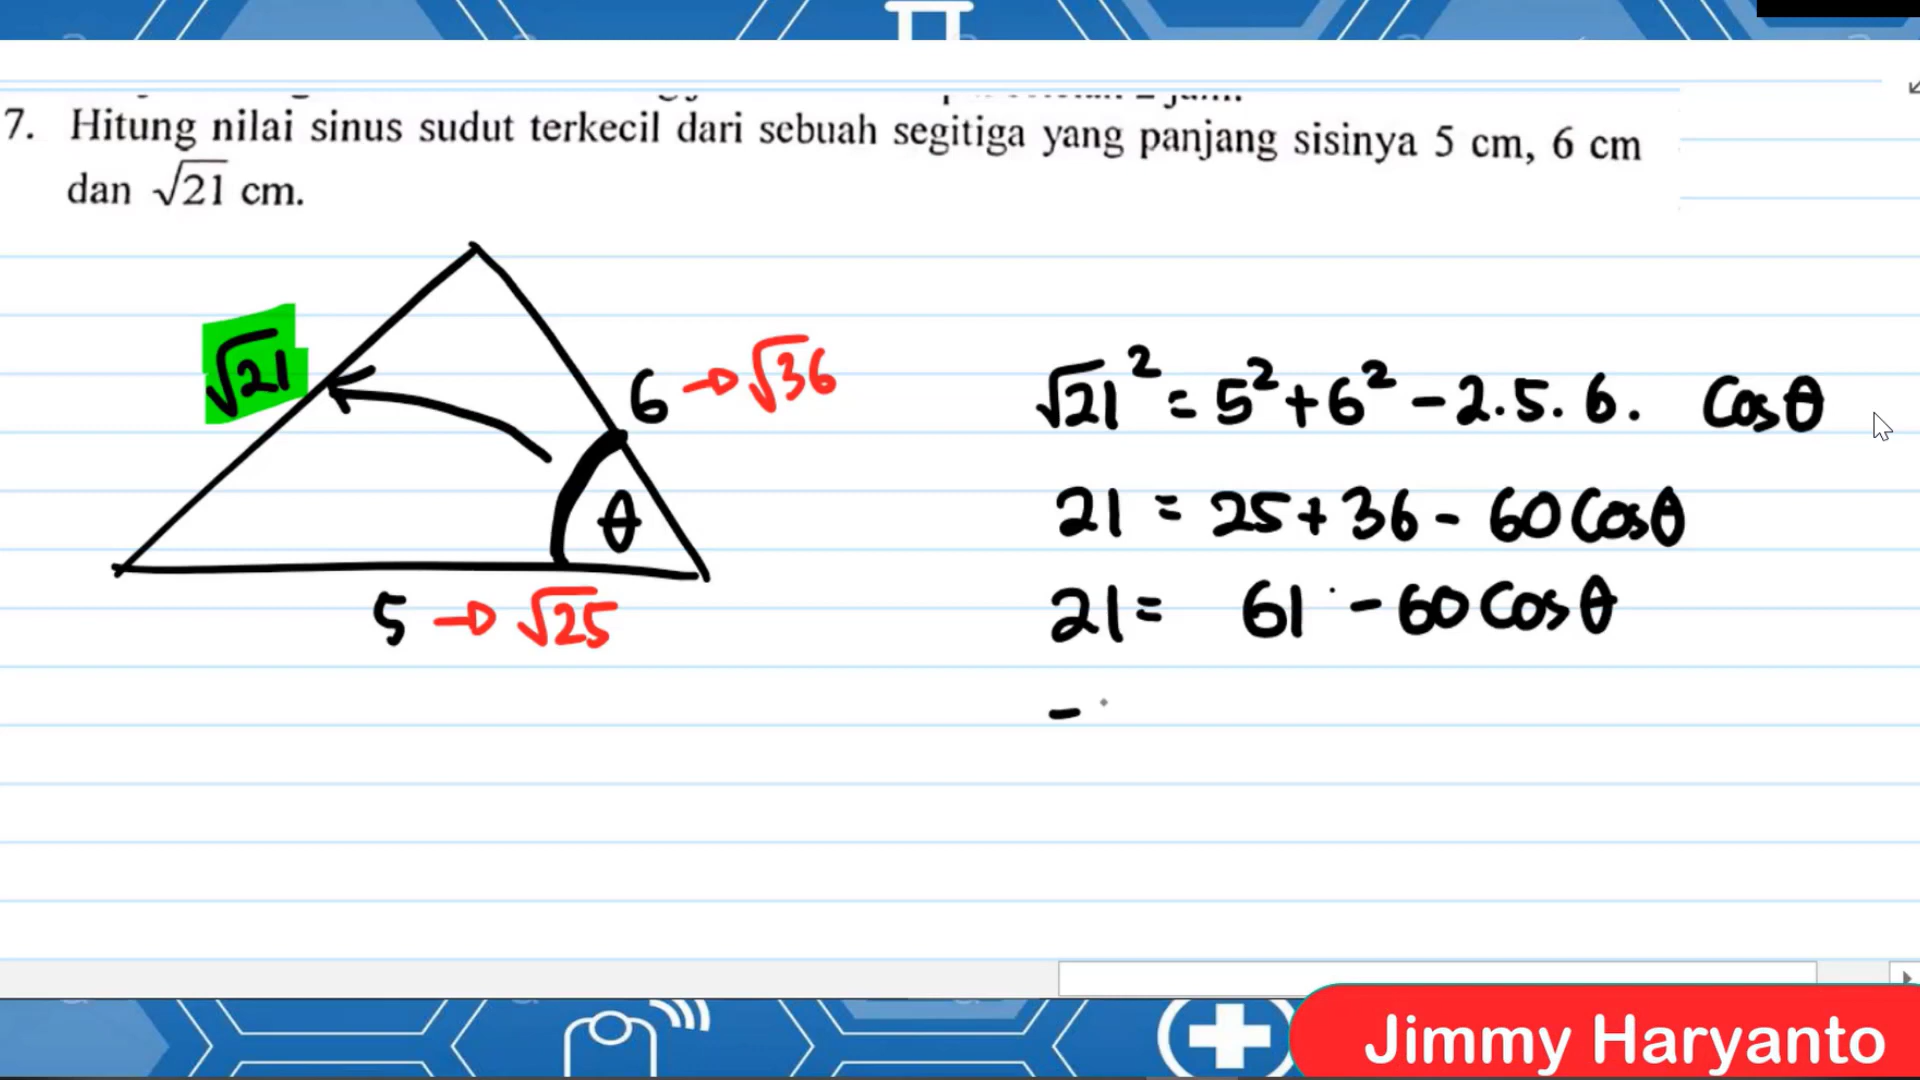 7. Hitung nilai sinus sudut terkecil dari sebuah segitiga yang panjang sisinya 5 cm, 6 cm
dan √21 cm.
√21
6 → √36
θ
5 → √25
√21² = 5² + 6² - 2.5.6. Cosθ
21 = 25 + 36 - 60 Cosθ
21 = 61 - 60 Cosθ
-
Jimmy Haryanto